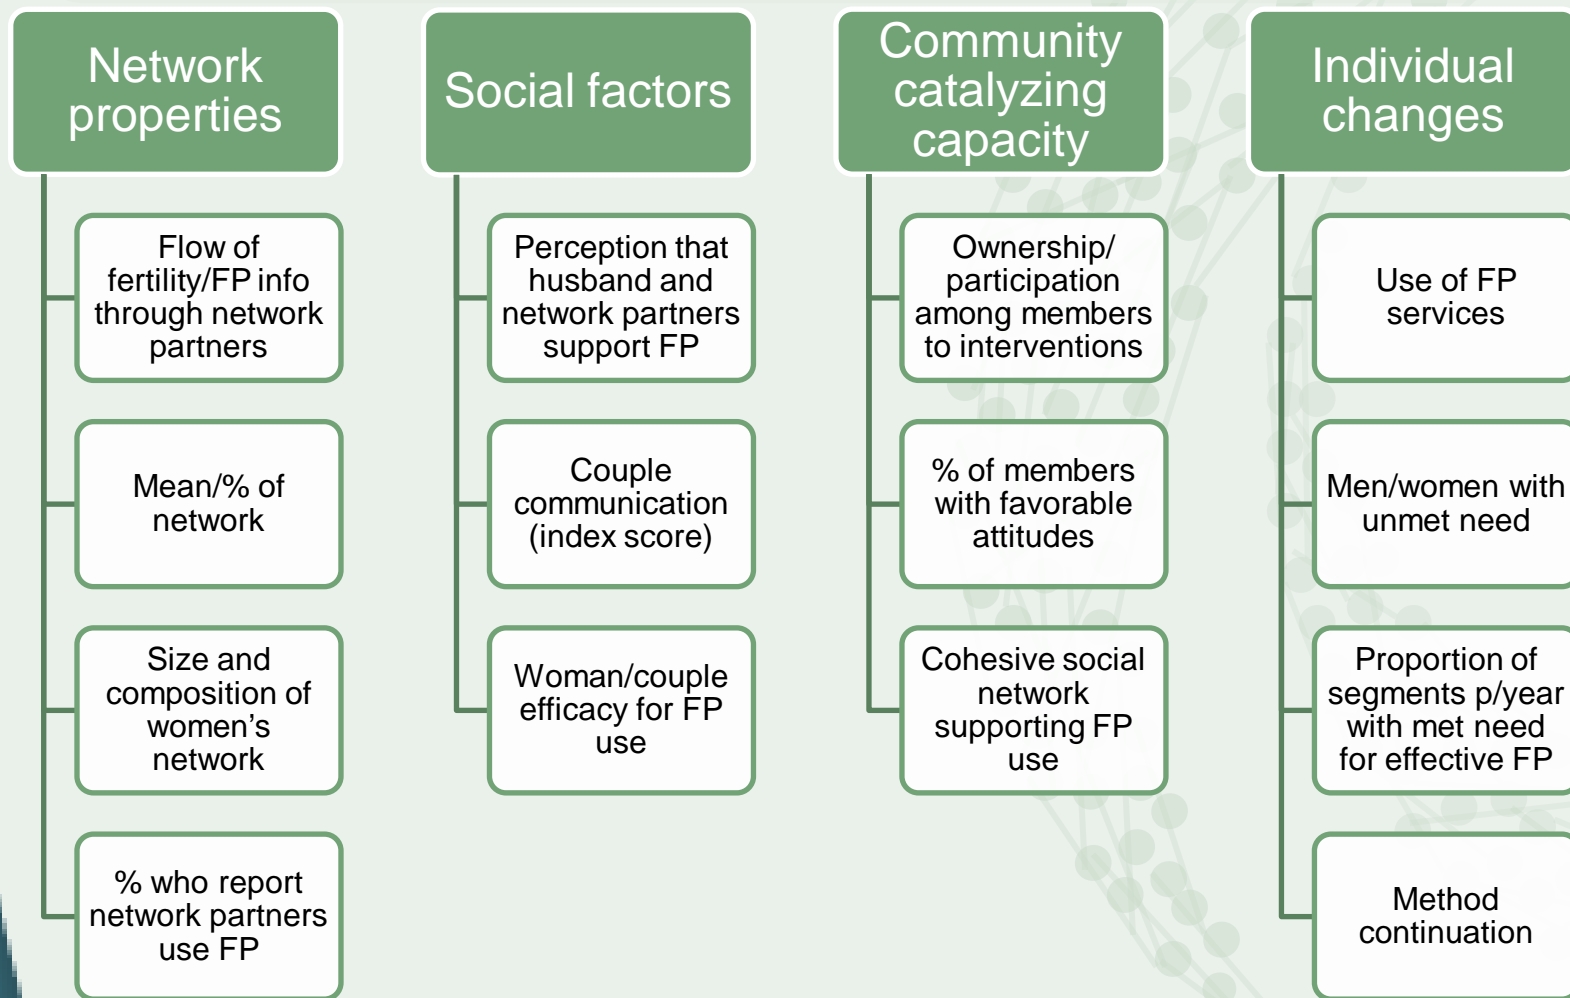 Network
properties
Flow of
fertility/FP info
through network
partners
Mean/% of
network
Size and
composition of
women’s
network
% who report
network partners
use FP
Social factors
Perception that
husband and
network partners
support FP
Couple
communication
(index score)
Woman/couple
efficacy for FP
use
Community
catalyzing
capacity
Ownership/
participation
among members
to interventions
% of members
with favorable
attitudes
Cohesive social
network
supporting FP
use
Individual
changes
Use of FP
services
Men/women with
unmet need
Proportion of
segments p/year
with met need
for effective FP
Method
continuation